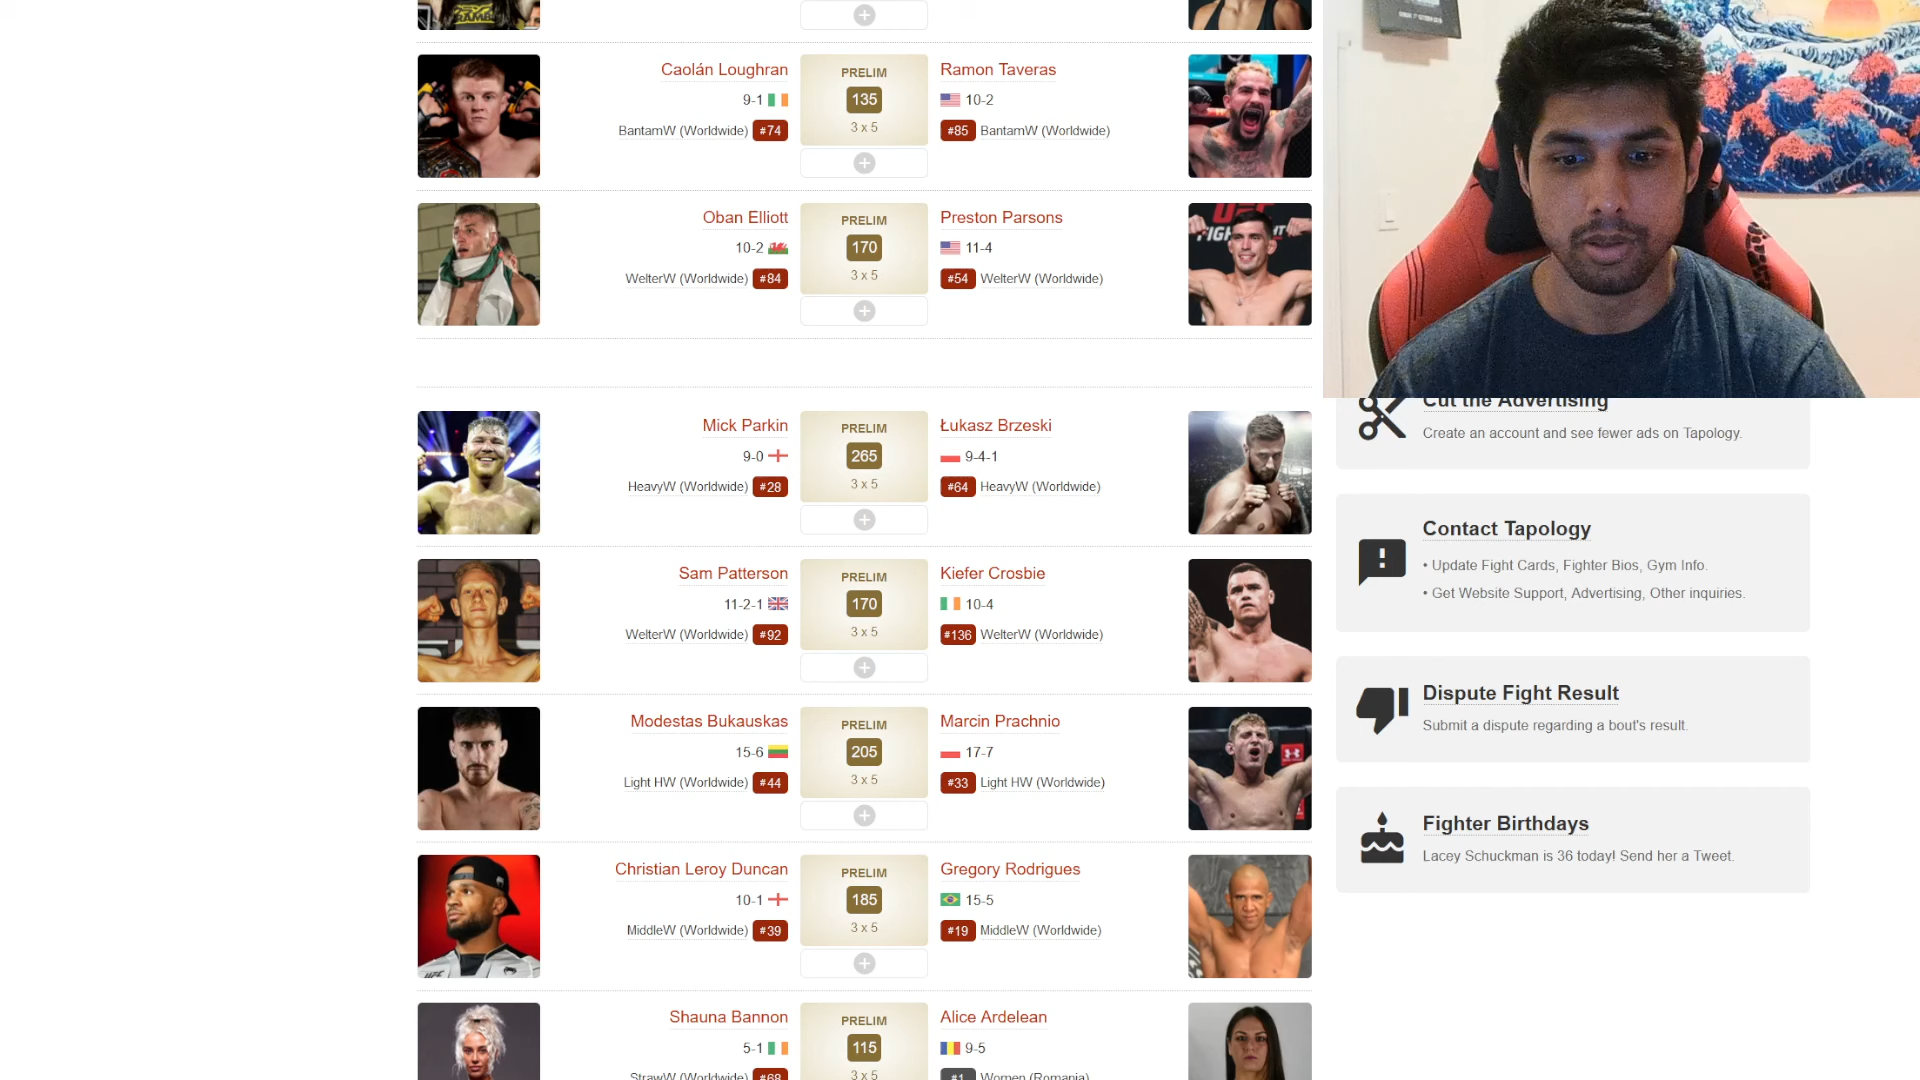 Caolán Loughran
PRELIM
Ramon Taveras
9-1
135
10-2
BantamW (Worldwide) #74
3 x 5
#85 BantamW (Worldwide)
Oban Elliott
PRELIM
Preston Parsons
10-2
170
11-4
WelterW (Worldwide) #84
3 x 5
#54 WelterW (Worldwide)
Cut the Advertising
Create an account and see fewer ads on Tapology.
Mick Parkin
PRELIM
Łukasz Brzeski
9-0
265
9-4-1
HeavyW (Worldwide) #28
3 x 5
#64 HeavyW (Worldwide)
Contact Tapology
• Update Fight Cards, Fighter Bios, Gym Info.
• Get Website Support, Advertising, Other inquiries.
Sam Patterson
PRELIM
Kiefer Crosbie
11-2-1
170
10-4
WelterW (Worldwide) #92
3 x 5
#136 WelterW (Worldwide)
Dispute Fight Result
Submit a dispute regarding a bout's result.
Modestas Bukauskas
PRELIM
Marcin Prachnio
15-6
205
17-7
Light HW (Worldwide) #44
3 x 5
#33 Light HW (Worldwide)
Fighter Birthdays
Lacey Schuckman is 36 today! Send her a Tweet.
Christian Leroy Duncan
PRELIM
Gregory Rodrigues
10-1
185
15-5
MiddleW (Worldwide) #39
3 x 5
#19 MiddleW (Worldwide)
Shauna Bannon
PRELIM
Alice Ardelean
5-1
115
9-5
StrawW (Worldwide) #68
3 x 5
#1 Women (Romania)